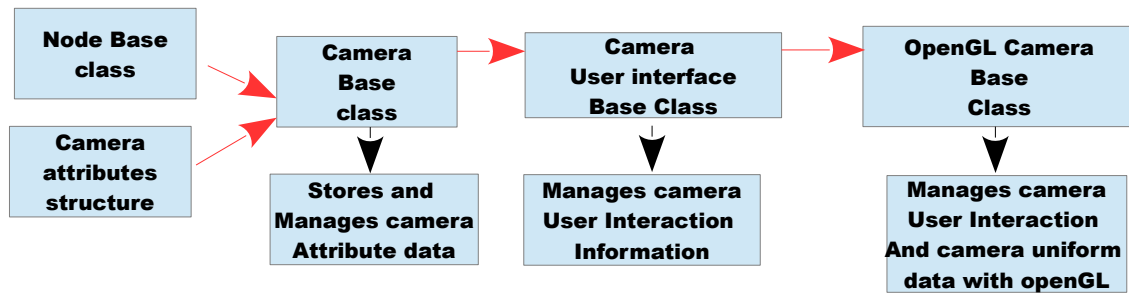 Node Base
class
Camera
attributes
structure
Camera
Base
class
Stores and
Manages camera
Attribute data
Camera
User interface
Base Class
Manages camera
User Interaction
Information
OpenGL Camera
Base
Class
Manages camera
User Interaction
And camera uniform
data with openGL